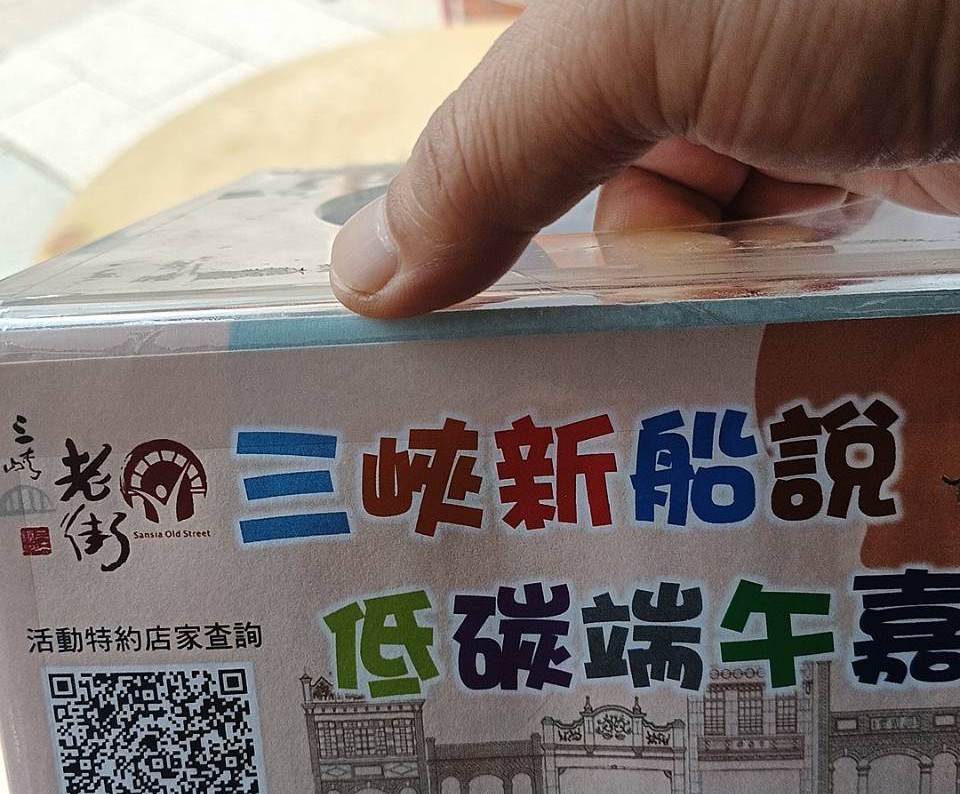 三峽
老街
Sansia Old Street
三峽新船說
低碳端午嘉
活動特約店家查詢